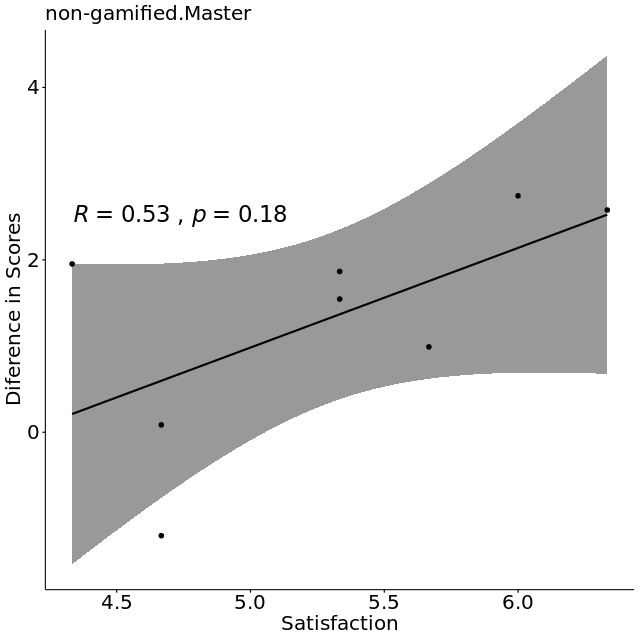 non-gamified.Master
4
R = 0.53 , p = 0.18
2
0
Diference in Scores
4.5 5.0 5.5 6.0
Satisfaction